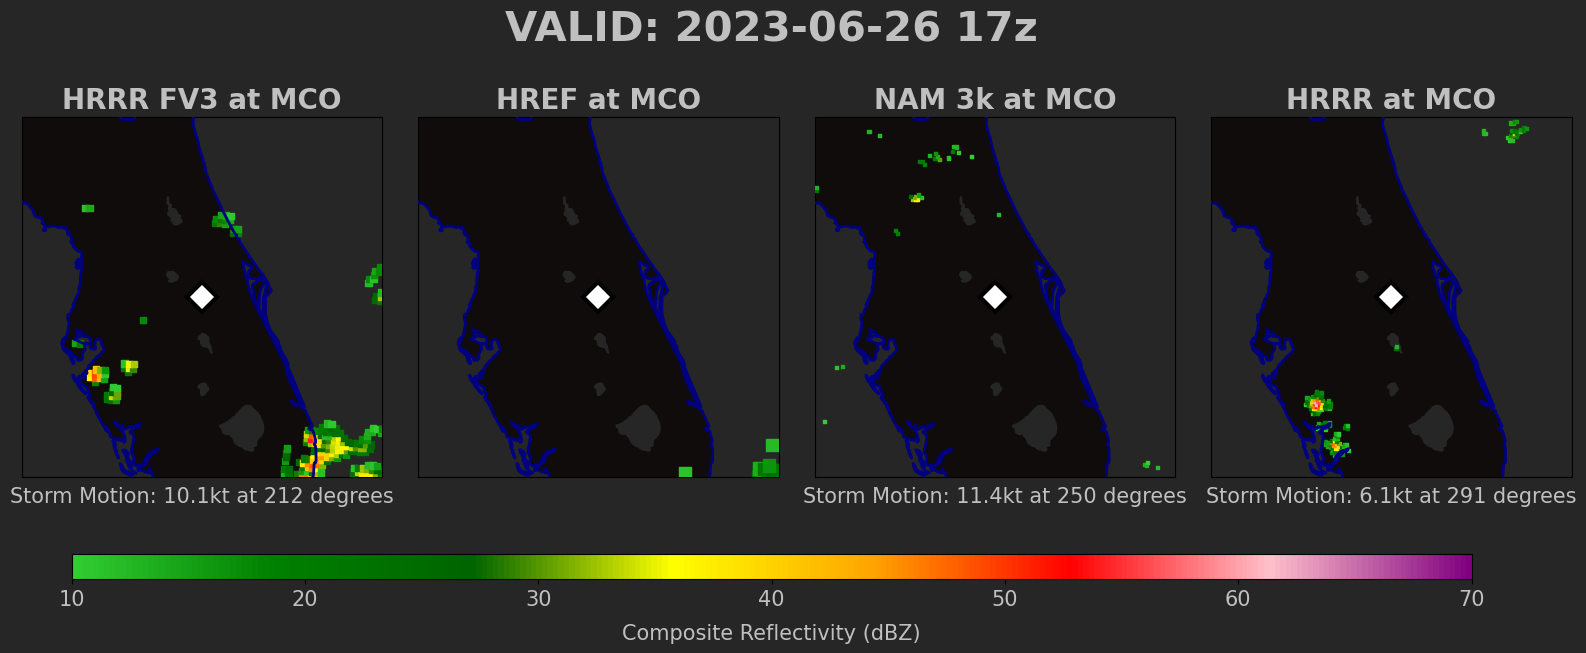 VALID: 2023-06-26 17z
HRRR FV3 at MCO
HREF at MCO
NAM 3k at MCO
HRRR at MCO
Storm Motion: 10.1kt at 212 degrees
Storm Motion: 11.4kt at 250 degrees
Storm Motion: 6.1kt at 291 degrees
10 20 30 40 50 60 70
Composite Reflectivity (dBZ)